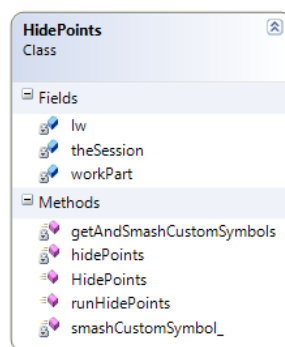 HidePoints
Class
Fields
lw
theSession
workPart
Methods
getAndSmashCustomSymbols
hidePoints
HidePoints
runHidePoints
smashCustomSymbol_